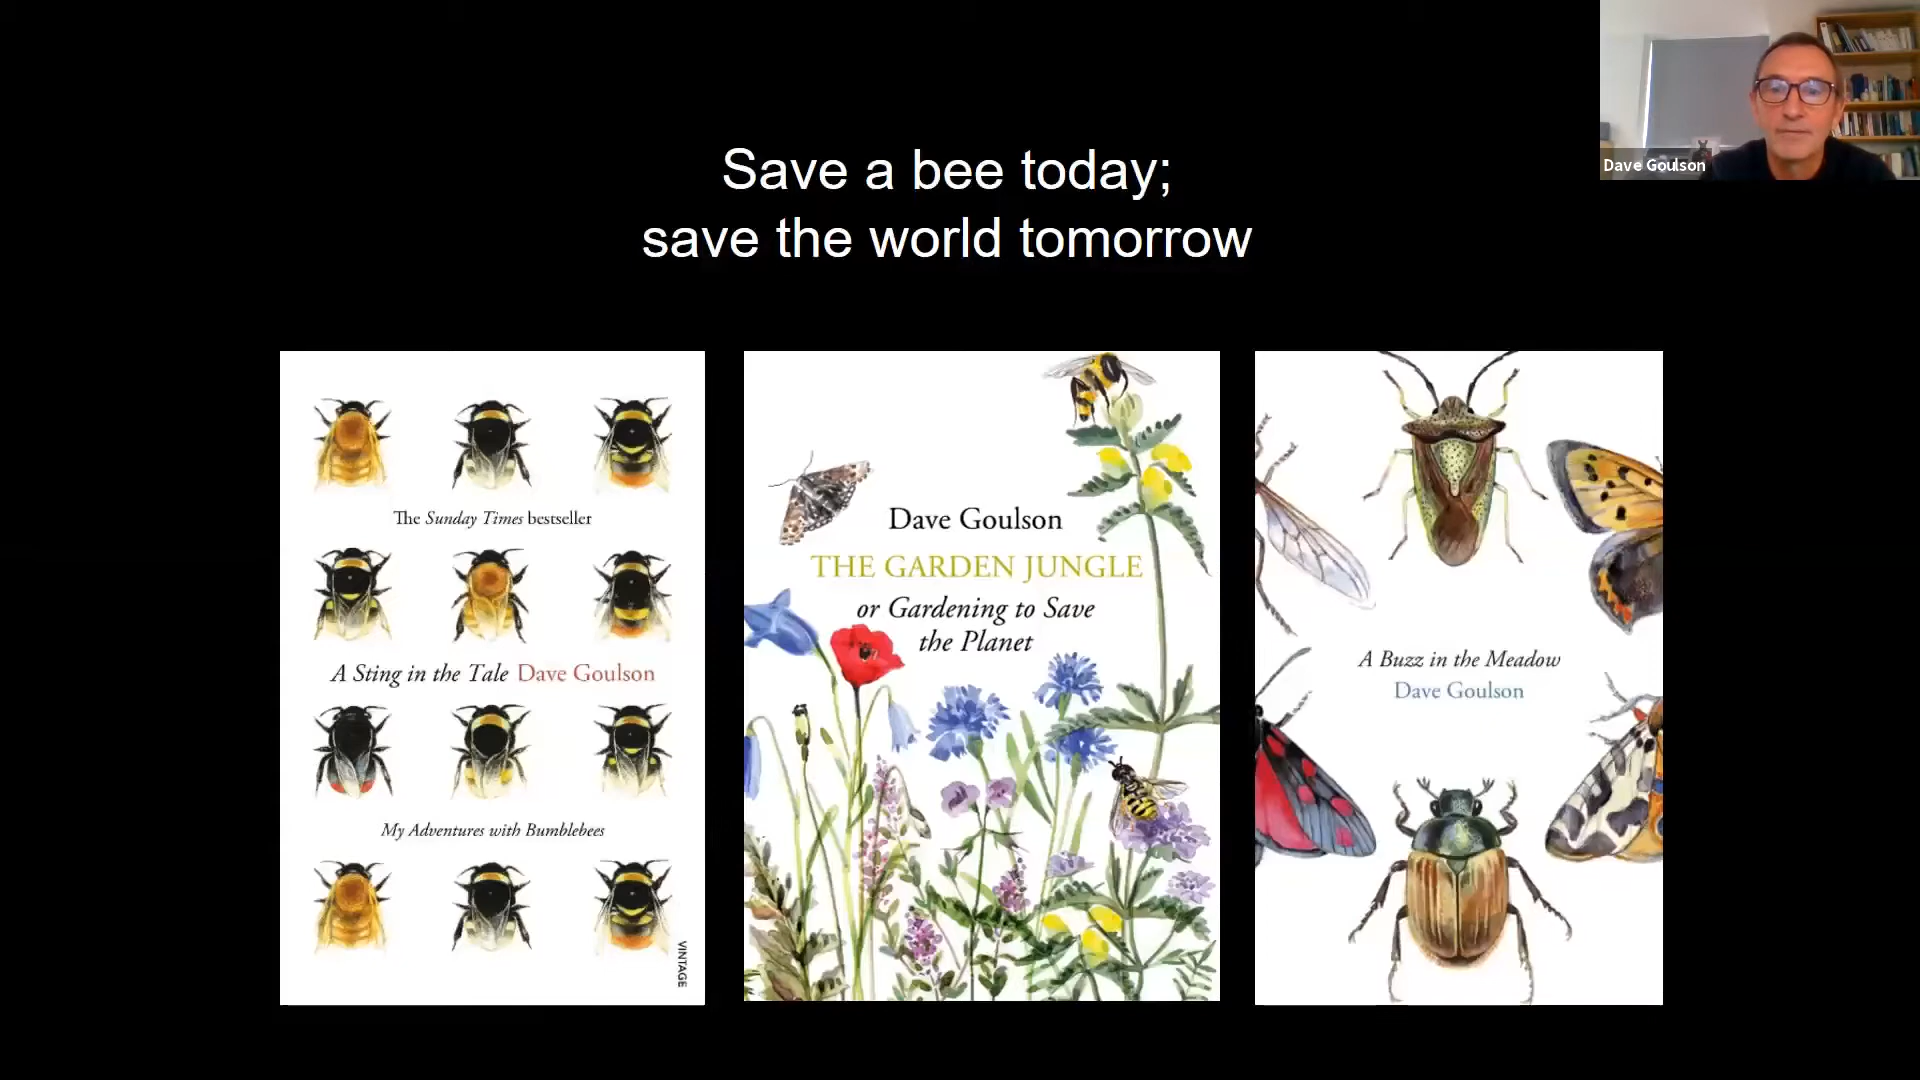 Save a bee today;
save the world tomorrow
Dave Goulson
The Sunday Times bestseller
A Sting in the Tale Dave Goulson
My Adventures with Bumblebees
VINTAGE
Dave Goulson
THE GARDEN JUNGLE
or Gardening to Save
the Planet
A Buzz in the Meadow
Dave Goulson